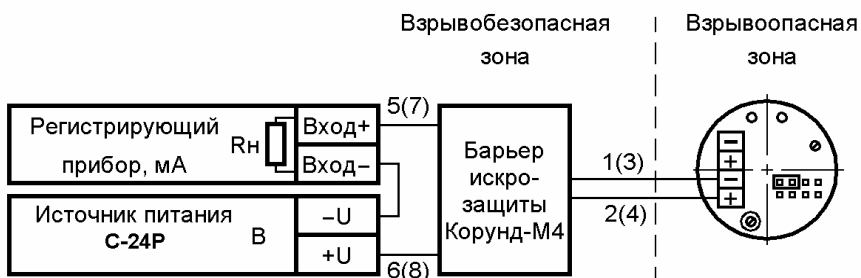 Взрывобезопасная
зона
Взрывоопасная
зона
Регистрирующий
прибор, мА
Rн
Вход+
Вход−
5(7)
Источник питания
С-24Р
В
−U
+U
6(8)
Барьер
искро-
защиты
Корунд-М4
1(3)
2(4)
−
+
−
+